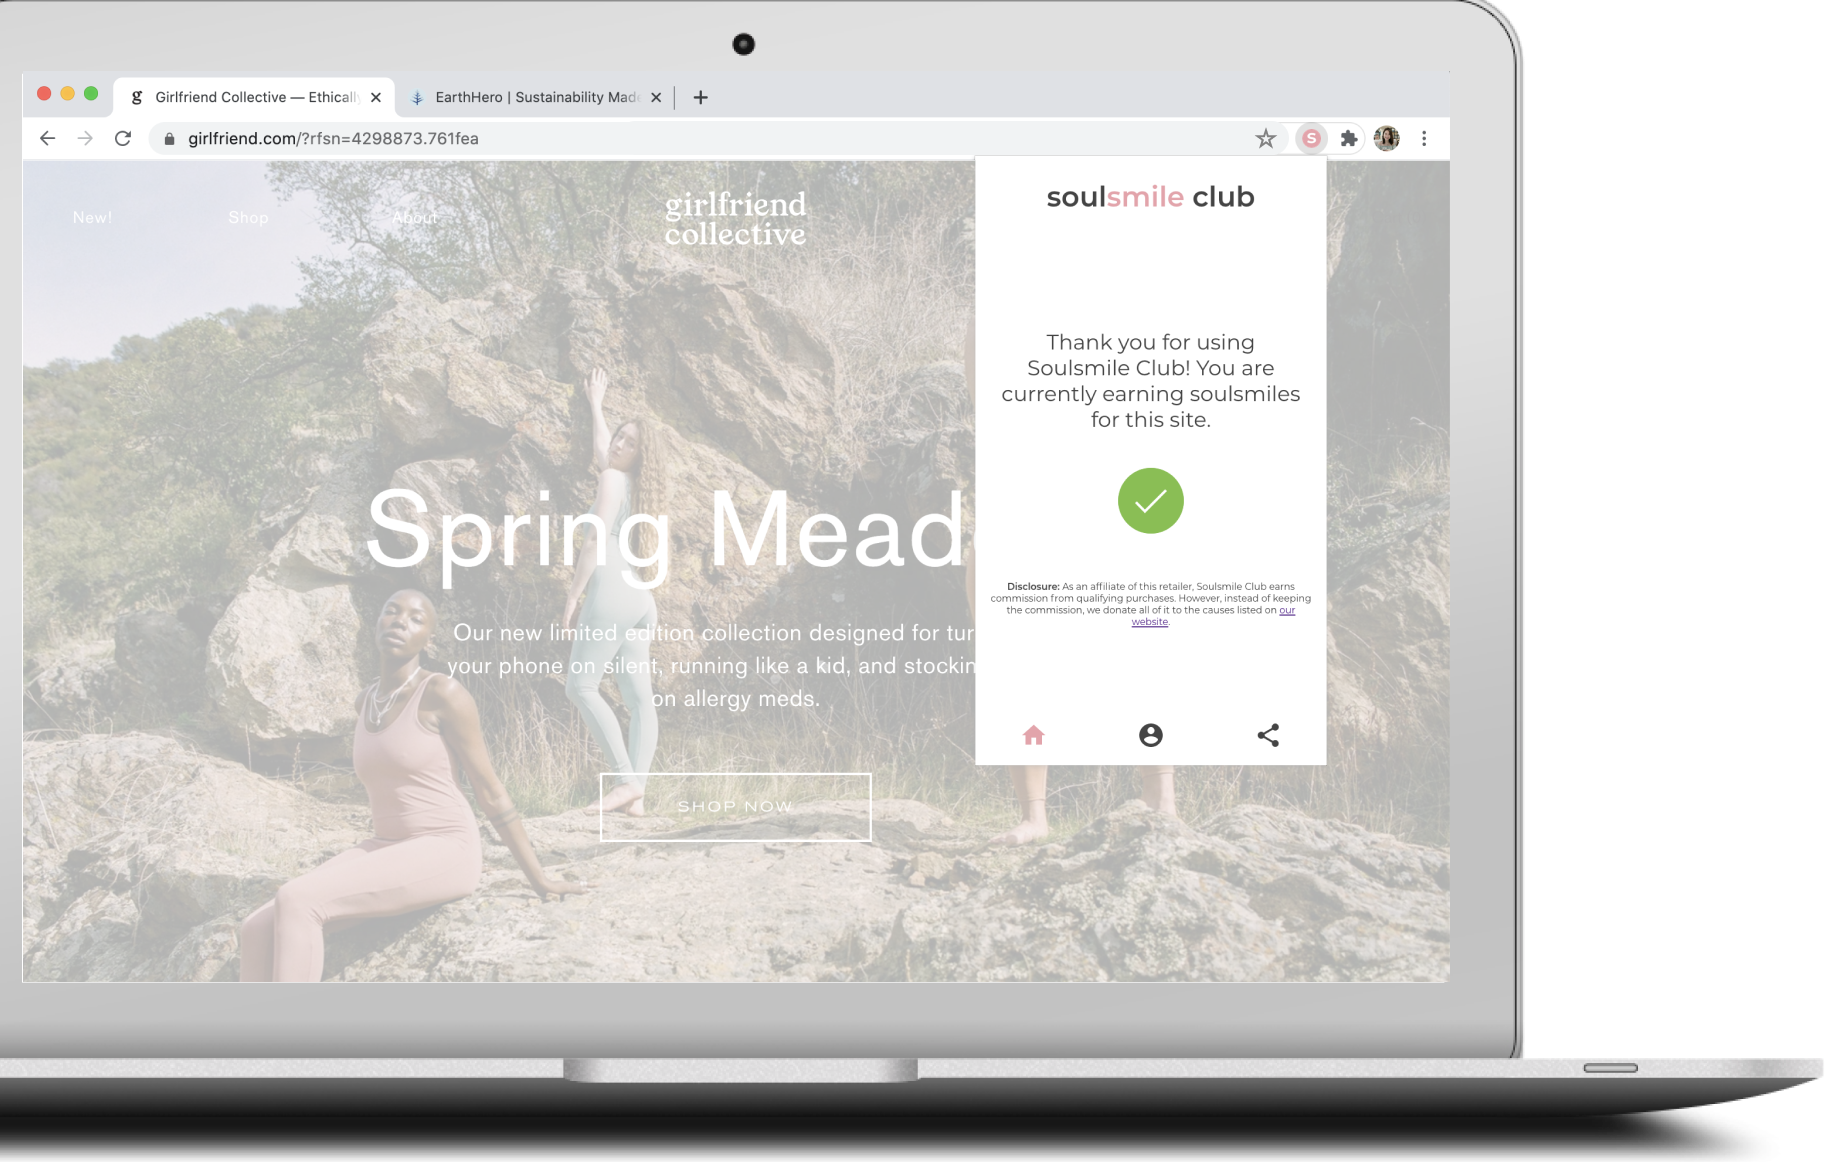 Girlfriend Collective — Ethically
EarthHero | Sustainability Made
girlfriend.com/?rfsn=4298873.761fea
S
New!
Shop
About
girlfriend
collective
Spring Mead
Our new limited edition collection designed for tur
your phone on silent, running like a kid, and stockin
on allergy meds.
SHOP NOW
soulsmile club
Thank you for using
Soulsmile Club! You are
currently earning soulsmiles
for this site.
Disclosure: As an affiliate of this retailer, Soulsmile Club earns
commission from qualifying purchases. However, instead of keeping
the commission, we donate all of it to the causes listed on our
website.